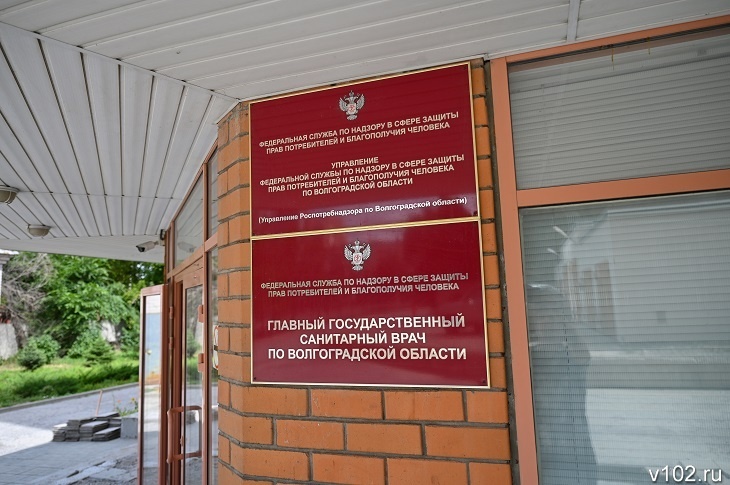 ФЕДЕРАЛЬНАЯ СЛУЖБА ПО НАДЗОРУ В СФЕРЕ ЗАЩИТЫ
ПРАВ ПОТРЕБИТЕЛЕЙ И БЛАГОПОЛУЧИЯ ЧЕЛОВЕКА
УПРАВЛЕНИЕ
ФЕДЕРАЛЬНОЙ СЛУЖБЫ ПО НАДЗОРУ В СФЕРЕ ЗАЩИТЫ
ПРАВ ПОТРЕБИТЕЛЕЙ И БЛАГОПОЛУЧИЯ ЧЕЛОВЕКА
ПО ВОЛГОГРАДСКОЙ ОБЛАСТИ
(Управление Роспотребнадзора по Волгоградской области)
ФЕДЕРАЛЬНАЯ СЛУЖБА ПО НАДЗОРУ В СФЕРЕ ЗАЩИТЫ
ПРАВ ПОТРЕБИТЕЛЕЙ И БЛАГОПОЛУЧИЯ ЧЕЛОВЕКА
ГЛАВНЫЙ ГОСУДАРСТВЕННЫЙ
САНИТАРНЫЙ ВРАЧ
ПО ВОЛГОГРАДСКОЙ ОБЛАСТИ
v102.ru